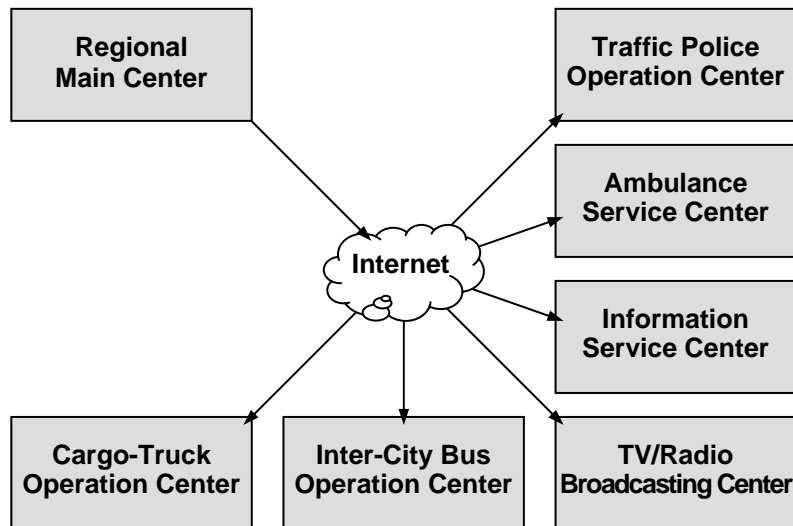 Regional
Main Center
Traffic Police
Operation Center
Ambulance
Service Center
Internet
Information
Service Center
Cargo-Truck
Operation Center
Inter-City Bus
Operation Center
TV/Radio
Broadcasting Center